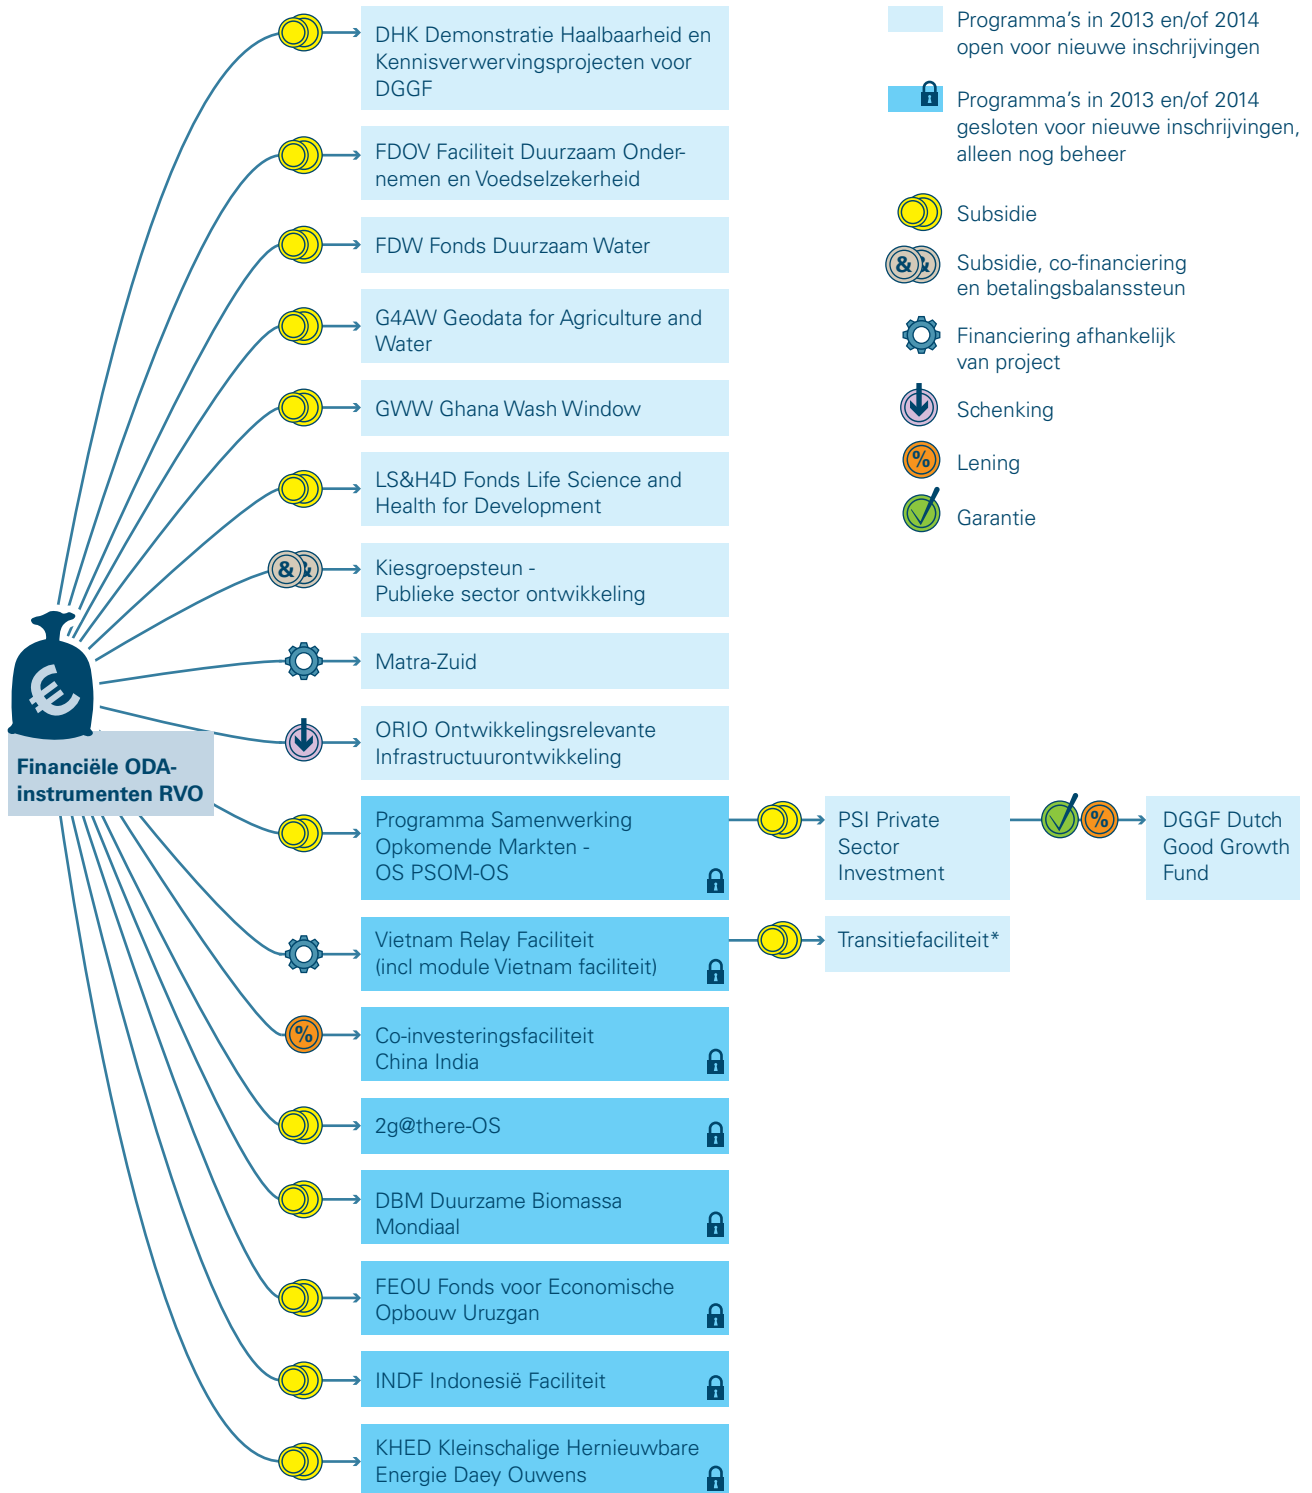 DHK Demonstratie Haalbaarheid en
Kennisverwervingsprojecten voor
DGGF
FDOV Faciliteit Duurzaam Onder-
nemen en Voedselzekerheid
FDW Fonds Duurzaam Water
G4AW Geodata for Agriculture and
Water
GWW Ghana Wash Window
LS&H4D Fonds Life Science and
Health for Development
&&
Kiesgroepsteun -
Publieke sector ontwikkeling
Matra-Zuid
ORIO Ontwikkelingsrelevante
Infrastructuurontwikkeling
€
Financiële ODA-
instrumenten RVO
Programma Samenwerking
Opkomende Markten -
OS PSOM-OS
PSI Private
Sector
Investment
%
DGGF Dutch
Good Growth
Fund
Vietnam Relay Faciliteit
(incl module Vietnam faciliteit)
Transitiefaciliteit*
%
Co-investeringsfaciliteit
China India
2g@there-OS
DBM Duurzame Biomassa
Mondiaal
FEOU Fonds voor Economische
Opbouw Uruzgan
INDF Indonesië Faciliteit
KHED Kleinschalige Hernieuwbare
Energie Daey Ouwens
Programma's in 2013 en/of 2014
open voor nieuwe inschrijvingen
Programma's in 2013 en/of 2014
gesloten voor nieuwe inschrijvingen,
alleen nog beheer
Subsidie
&&
Subsidie, co-financiering
en betalingsbalanssteun
Financiering afhankelijk
van project
Schenking
%
Lening
Garantie